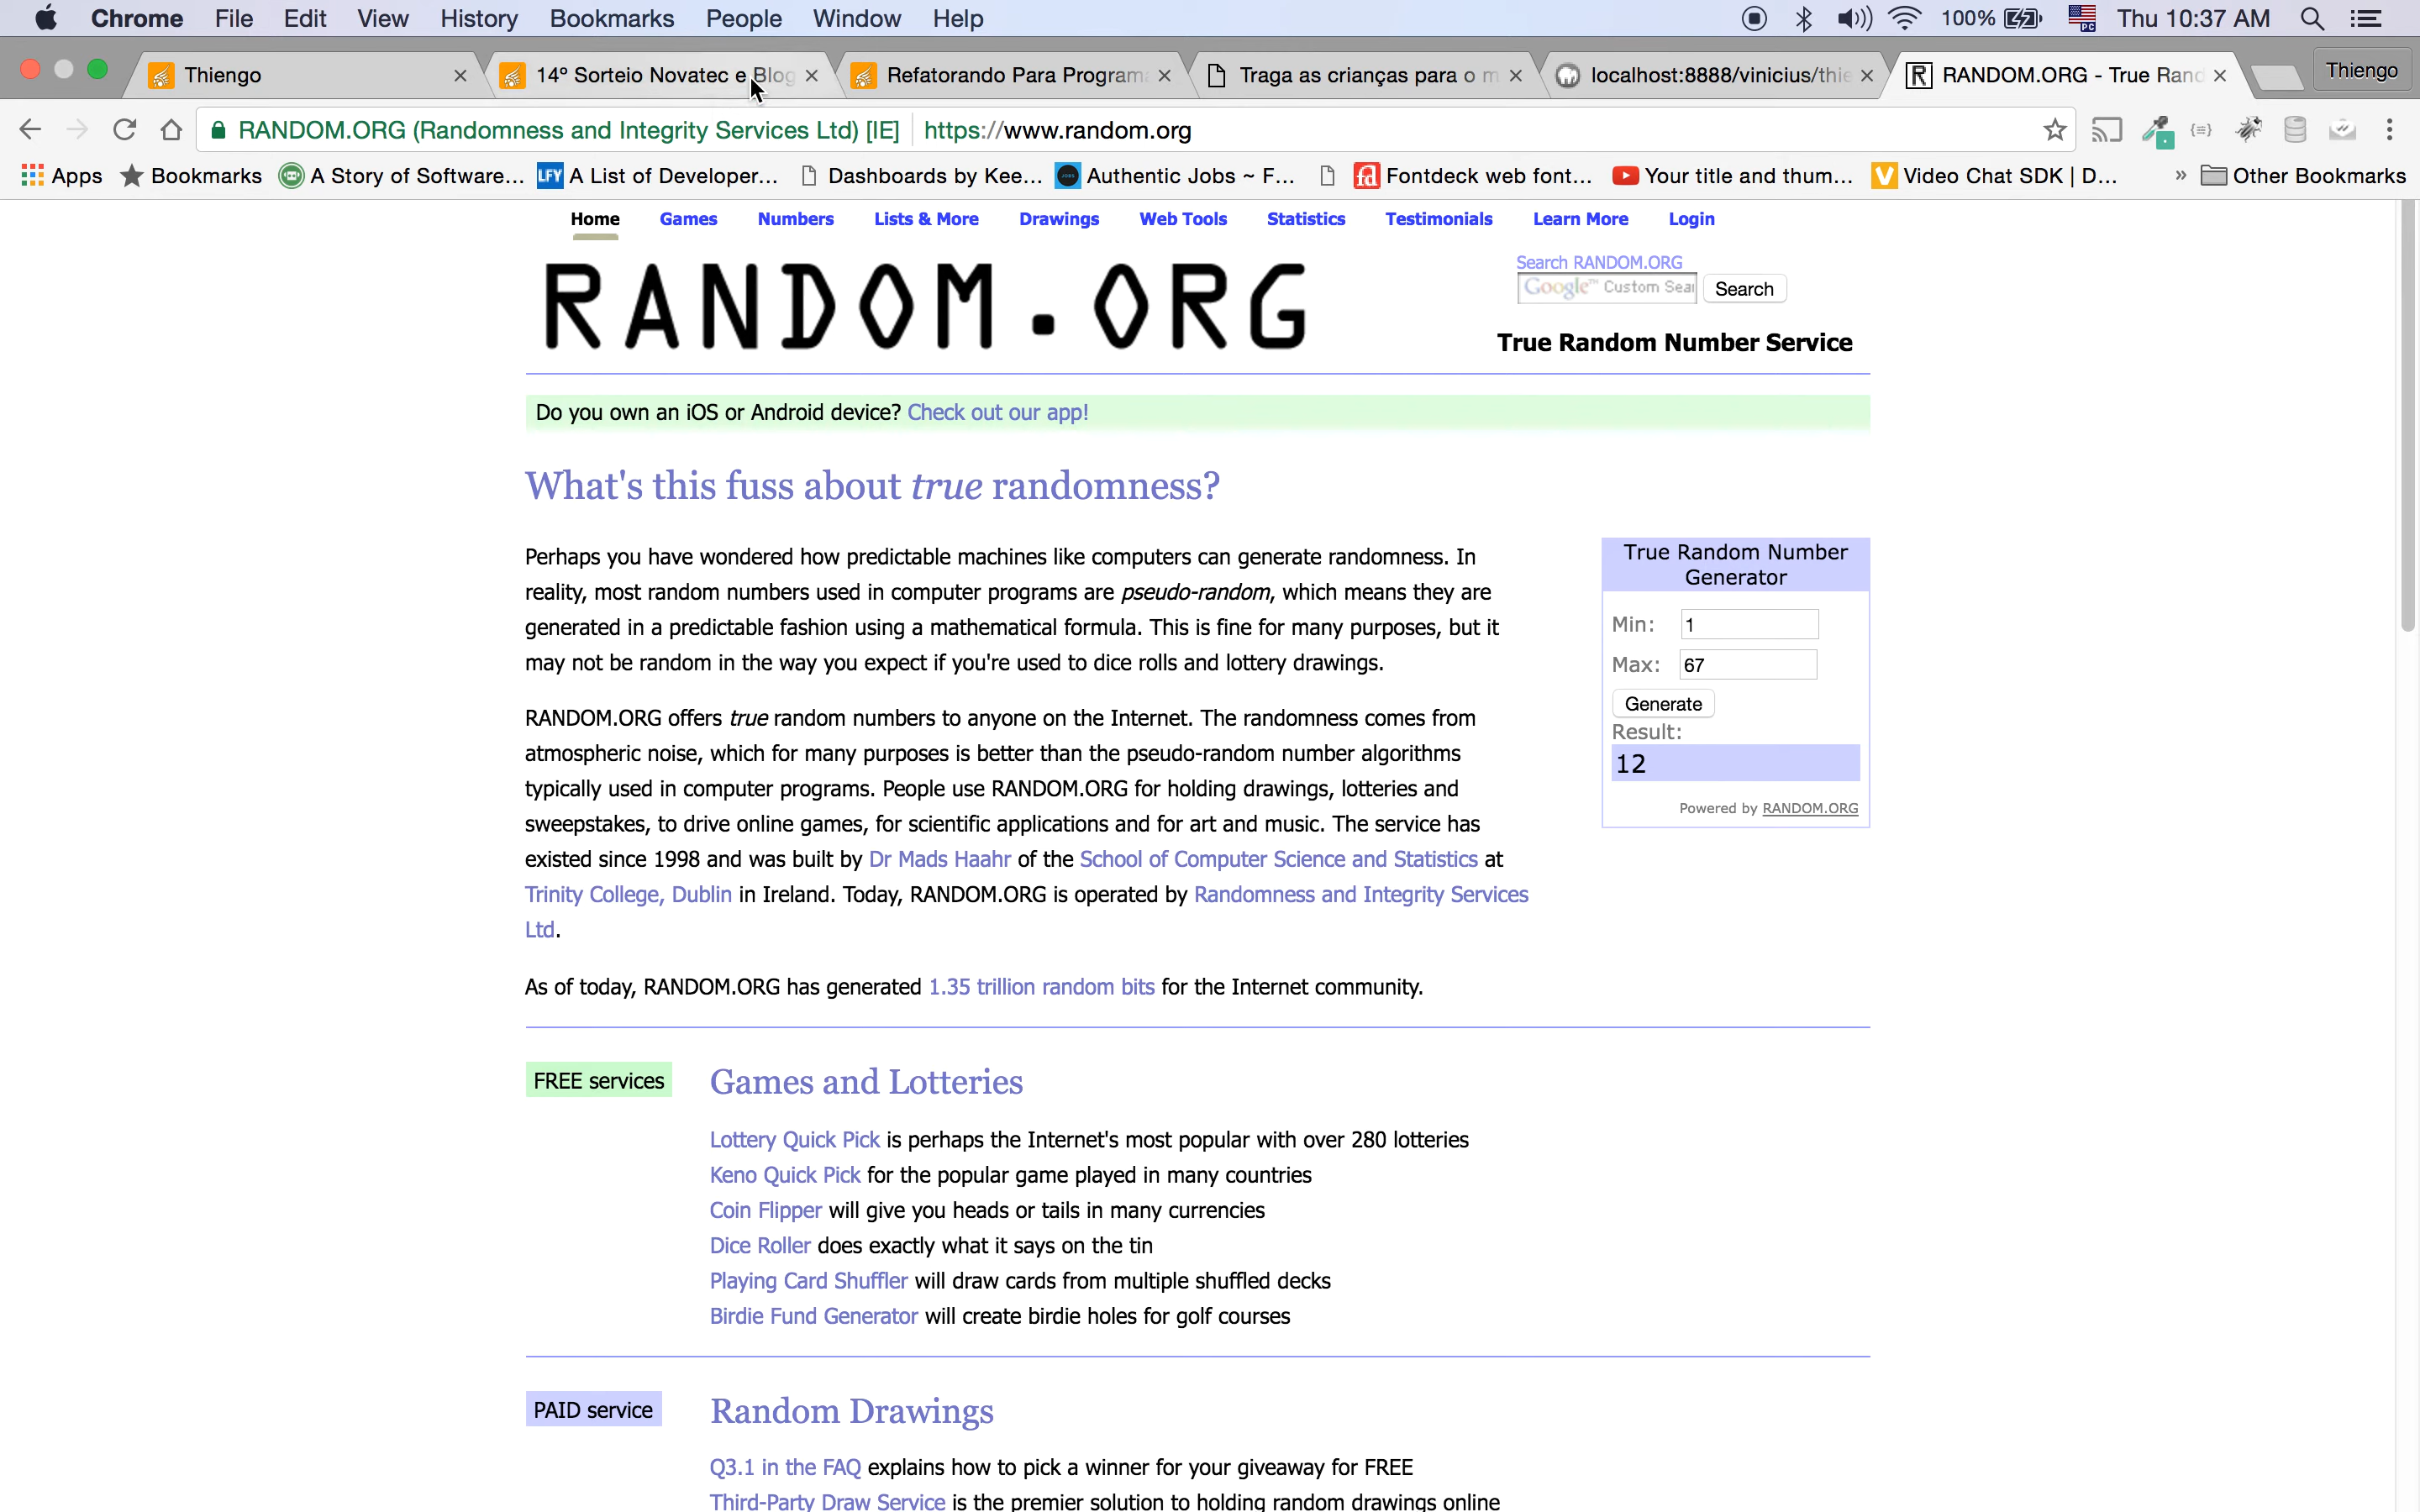 Chrome File Edit View History Bookmarks People Window Help 100% Thu 10:37 AM
Thiengo 14º Sorteio Novatec e Blog Refatorando Para Program Traga as crianças para o m localhost:8888/vinicius/thie RANDOM.ORG - True Rand Thiengo
RANDOM.ORG (Randomness and Integrity Services Ltd) [IE] https://www.random.org
Apps Bookmarks A Story of Software... LFY A List of Developer... Dashboards by Kee... Authentic Jobs ~ F... Fontdeck web font... Your title and thum... Video Chat SDK | D... » Other Bookmarks
Home Games Numbers Lists & More Drawings Web Tools Statistics Testimonials Learn More Login
RANDOM.ORG
Search RANDOM.ORG
Google™ Custom Sear Search
True Random Number Service
Do you own an iOS or Android device? Check out our app!
What's this fuss about true randomness?
Perhaps you have wondered how predictable machines like computers can generate randomness. In
reality, most random numbers used in computer programs are pseudo-random, which means they are
generated in a predictable fashion using a mathematical formula. This is fine for many purposes, but it
may not be random in the way you expect if you're used to dice rolls and lottery drawings.
RANDOM.ORG offers true random numbers to anyone on the Internet. The randomness comes from
atmospheric noise, which for many purposes is better than the pseudo-random number algorithms
typically used in computer programs. People use RANDOM.ORG for holding drawings, lotteries and
sweepstakes, to drive online games, for scientific applications and for art and music. The service has
existed since 1998 and was built by Dr Mads Haahr of the School of Computer Science and Statistics at
Trinity College, Dublin in Ireland. Today, RANDOM.ORG is operated by Randomness and Integrity Services
Ltd.
As of today, RANDOM.ORG has generated 1.35 trillion random bits for the Internet community.
True Random Number
Generator
Min: 1
Max: 67
Generate
Result:
12
Powered by RANDOM.ORG
FREE services
Games and Lotteries
Lottery Quick Pick is perhaps the Internet's most popular with over 280 lotteries
Keno Quick Pick for the popular game played in many countries
Coin Flipper will give you heads or tails in many currencies
Dice Roller does exactly what it says on the tin
Playing Card Shuffler will draw cards from multiple shuffled decks
Birdie Fund Generator will create birdie holes for golf courses
PAID service
Random Drawings
Q3.1 in the FAQ explains how to pick a winner for your giveaway for FREE
Third-Party Draw Service is the premier solution to holding random drawings online